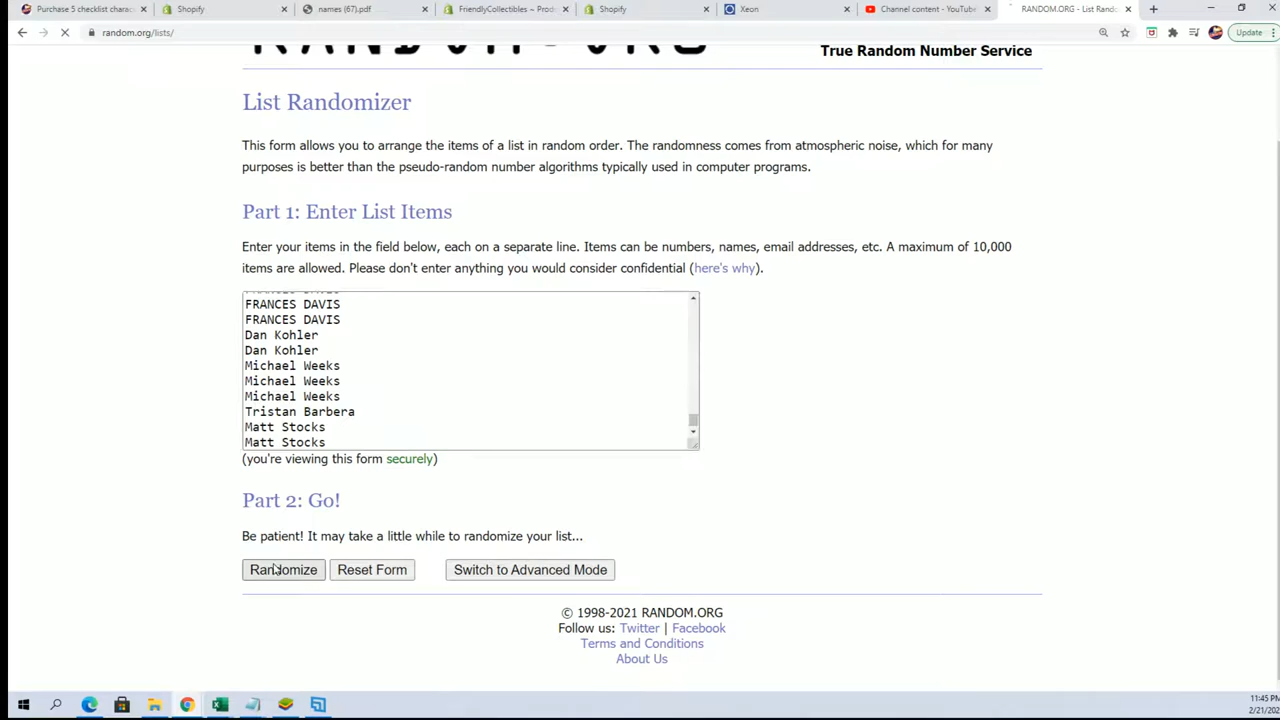 Purchase 5 checklist charac
Shopify
names (67).pdf
FriendlyCollectibles ~ Prod
Shopify
Xeon
Channel content - YouTube
RANDOM.ORG - List Rando
random.org/lists/
Update
RANDOM.ORG
True Random Number Service
List Randomizer
This form allows you to arrange the items of a list in random order. The randomness comes from atmospheric noise, which for many
purposes is better than the pseudo-random number algorithms typically used in computer programs.
Part 1: Enter List Items
Enter your items in the field below, each on a separate line. Items can be numbers, names, email addresses, etc. A maximum of 10,000
items are allowed. Please don't enter anything you would consider confidential (here's why).
FRANCES DAVIS
FRANCES DAVIS
FRANCES DAVIS
Dan Kohler
Dan Kohler
Michael Weeks
Michael Weeks
Michael Weeks
Tristan Barbera
Matt Stocks
Matt Stocks
(you're viewing this form securely)
Part 2: Go!
Be patient! It may take a little while to randomize your list...
Randomize
Reset Form
Switch to Advanced Mode
© 1998-2021 RANDOM.ORG
Follow us: Twitter | Facebook
Terms and Conditions
About Us
11:45 PM
2/21/202